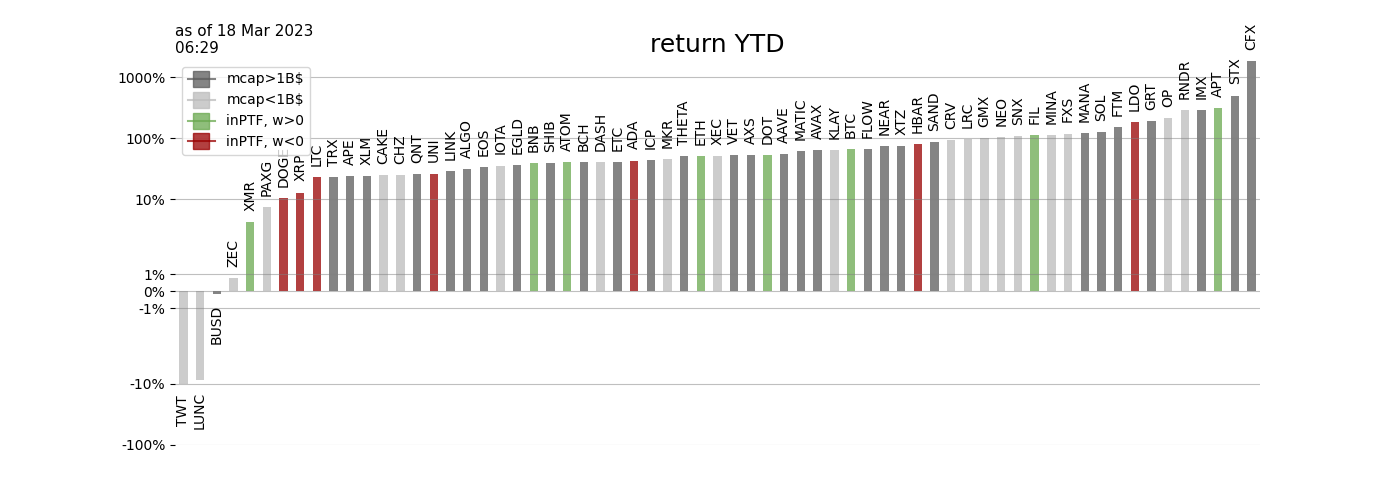 as of 18 Mar 2023
06:29
return YTD
mcap>1B$
mcap<1B$
inPTF, w>0
inPTF, w<0
1000%
100%
10%
1%
0%
-1%
-10%
-100%
TWT
LUNC
BUSD
ZEC
XMR
PAXG
DOGE
XRP
LTC
TRX
APE
XLM
CAKE
CHZ
QNT
UNI
LINK
ALGO
EOS
IOTA
EGLD
BNB
SHIB
ATOM
BCH
DASH
ETC
ADA
ICP
MKR
THETA
ETH
XEC
VET
AXS
DOT
AAVE
MATIC
AVAX
KLAY
BTC
FLOW
NEAR
XTZ
HBAR
SAND
CRV
LRC
GMX
NEO
SNX
FIL
MINA
FXS
MANA
SOL
FTM
LDO
GRT
OP
RNDR
IMX
APT
STX
CFX